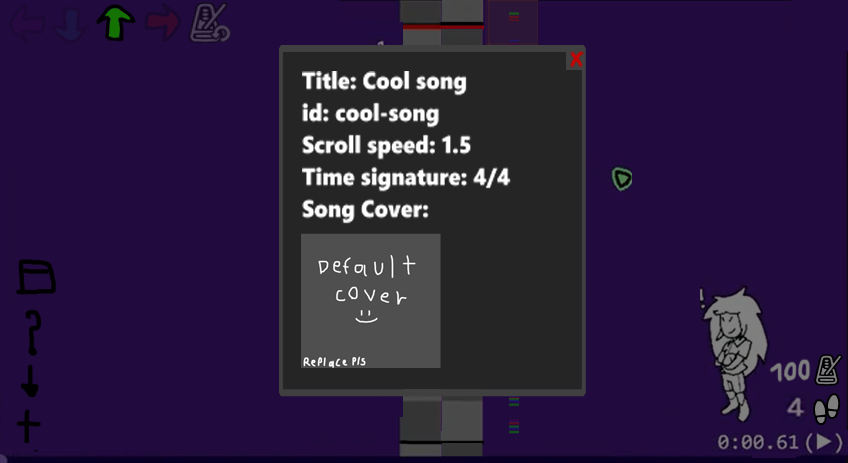 X
Title: Cool song
id: cool-song
Scroll speed: 1.5
Time signature: 4/4
Song Cover:
Default
cover
Replace Pls
!
?
100
4
0:00.61(▶)